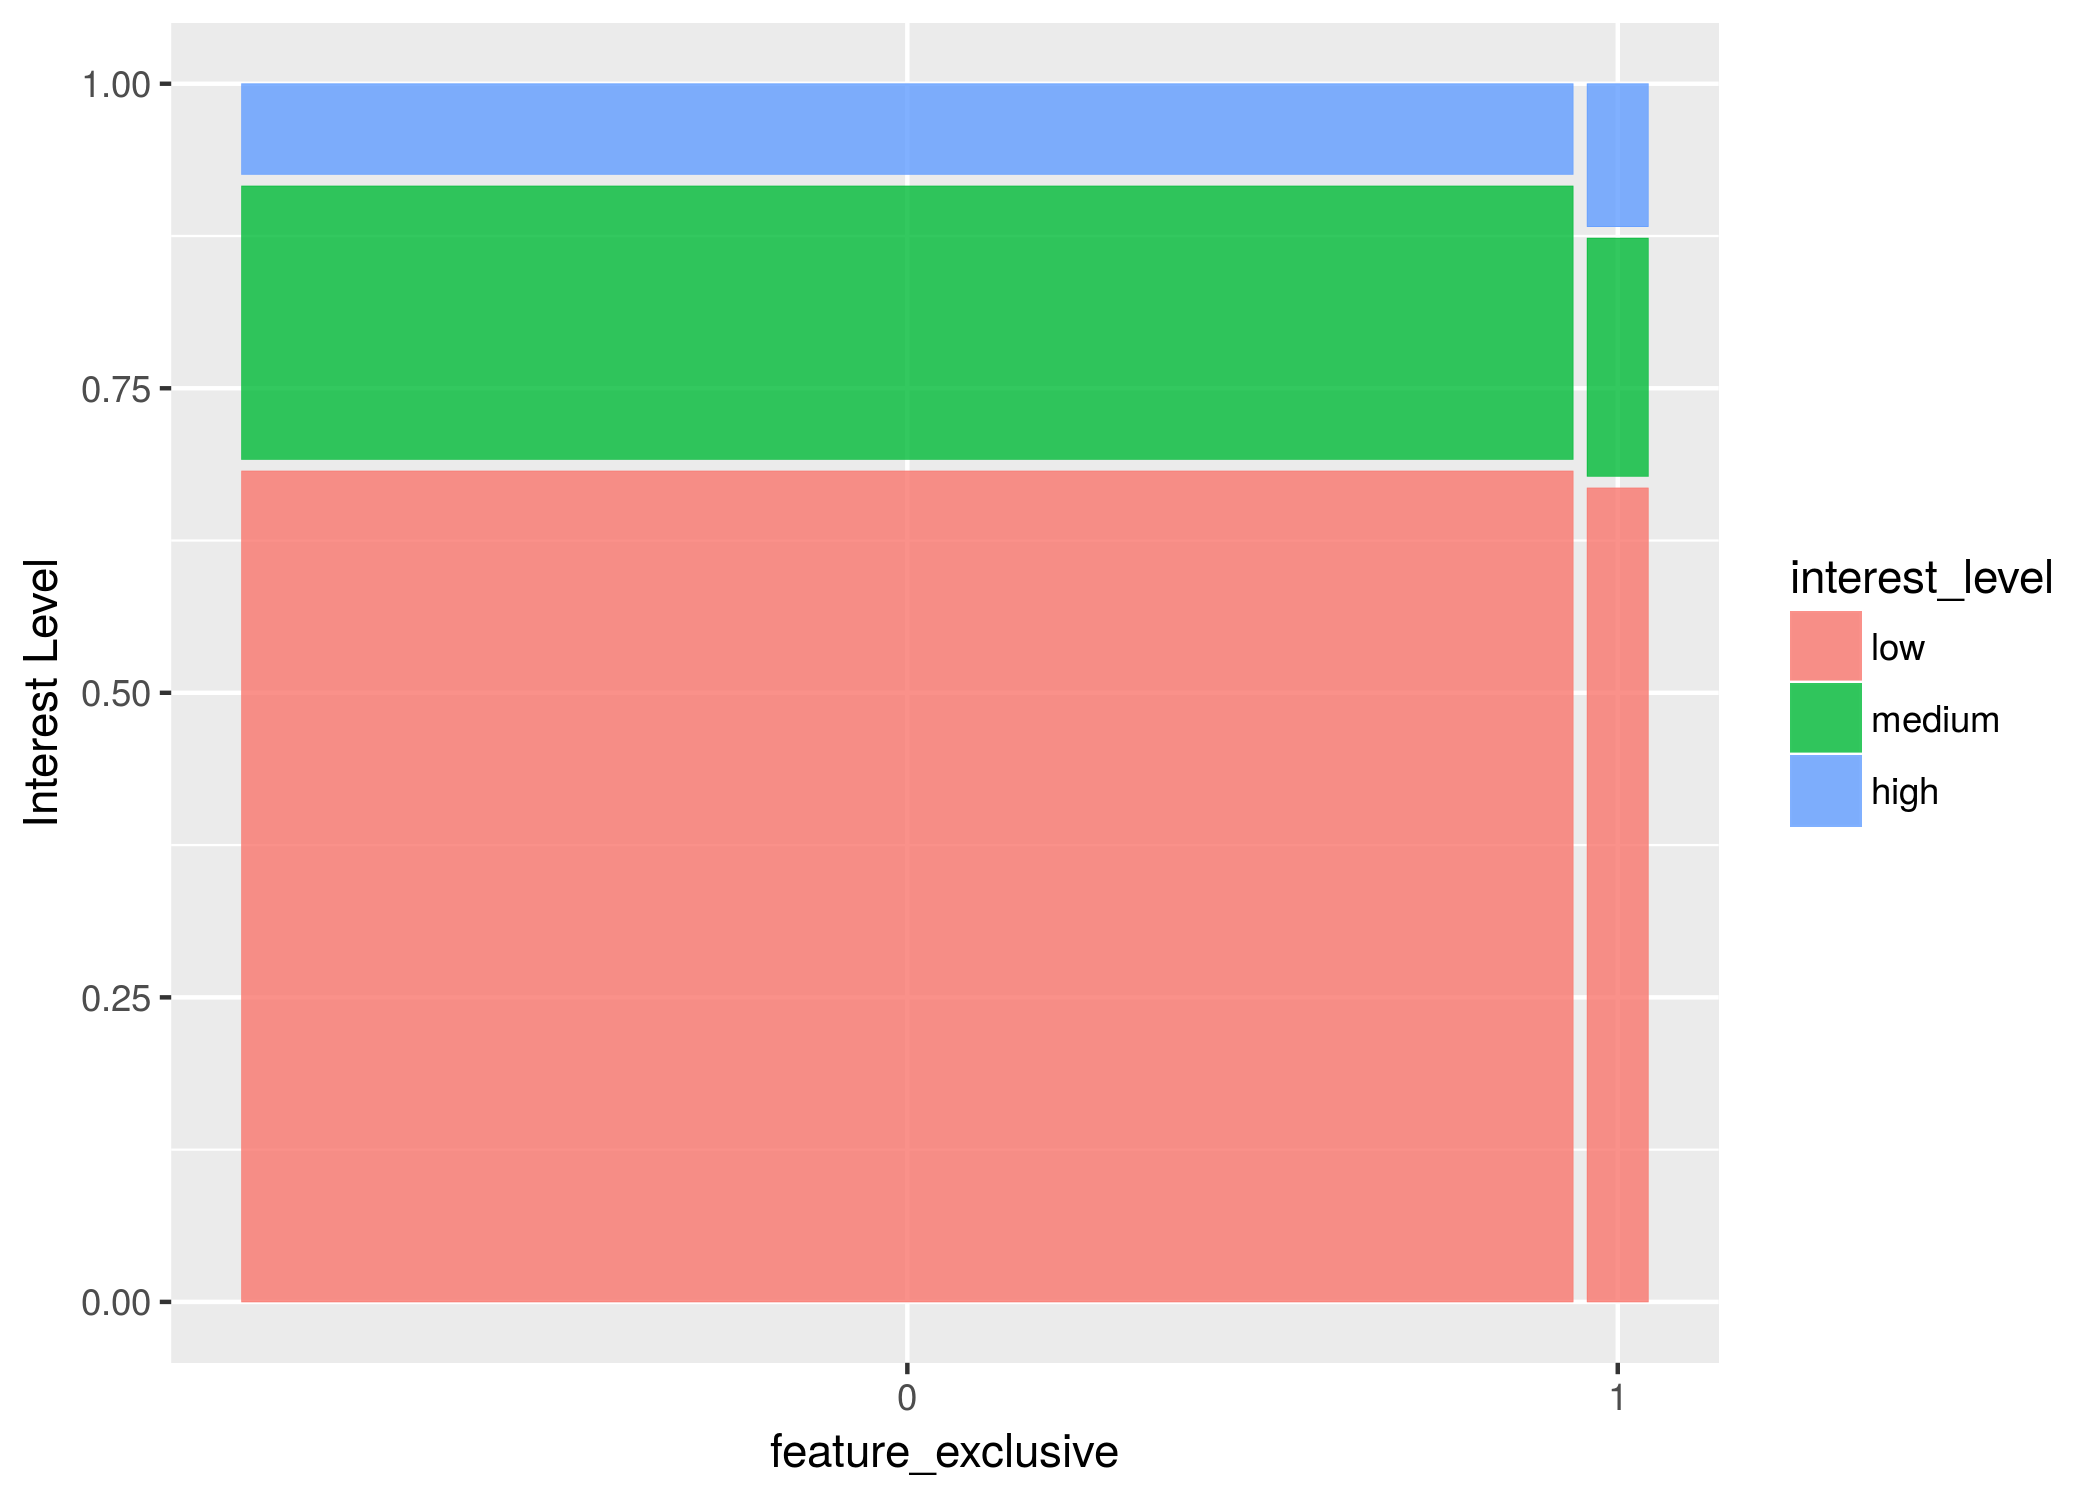 1.00
0.75
0.50
0.25
0.00
Interest Level
0
1
feature_exclusive
interest_level
low
medium
high